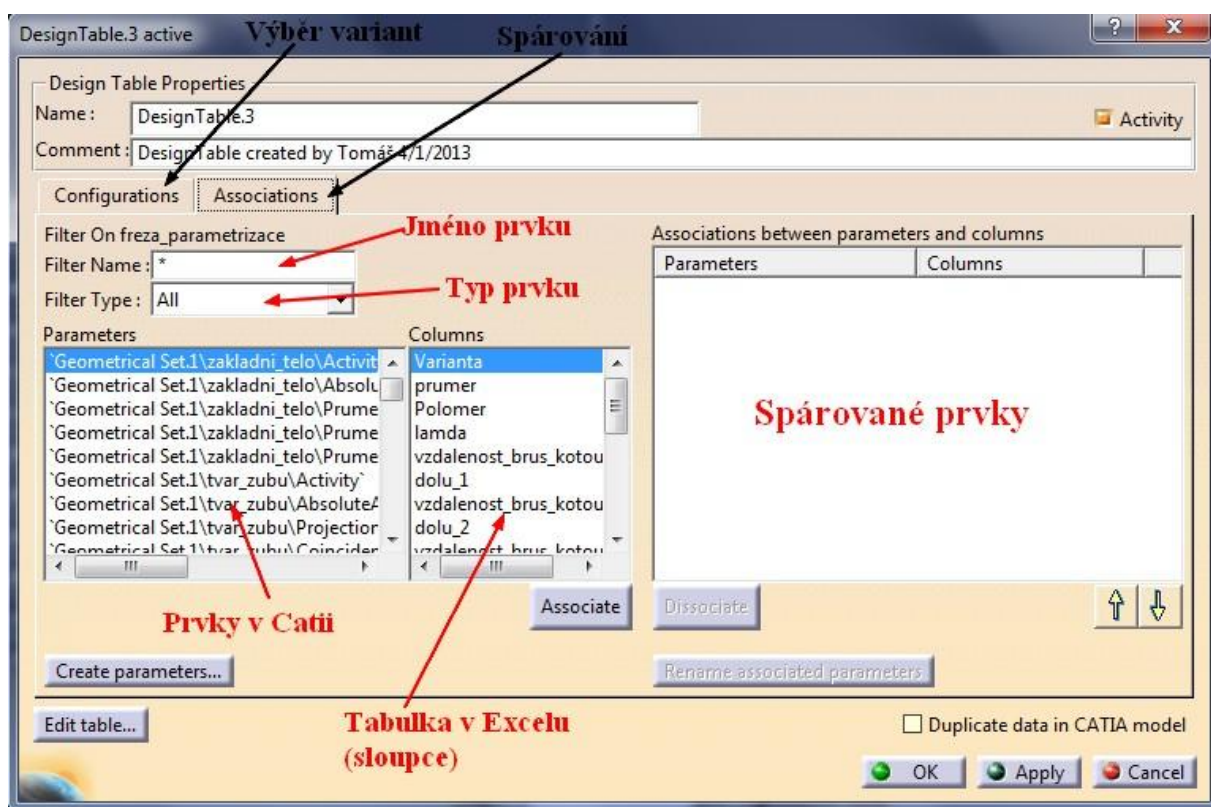 DesignTable.3 active
Výběr variant
Spárování
Design Table Properties
Name :
DesignTable.3
Activity
Comment :
DesignTable created by Tomáš 4/1/2013
Configurations
Associations
Filter On freza_parametrizace
Jméno prvku
Filter Name : *
Filter Type : All
Typ prvku
Parameters
`Geometrical Set.1\zakladni_telo\Activit
`Geometrical Set.1\zakladni_telo\Absolu
`Geometrical Set.1\zakladni_telo\Prume
`Geometrical Set.1\zakladni_telo\Prume
`Geometrical Set.1\zakladni_telo\Prume
`Geometrical Set.1\tvar_zubu\Activity`
`Geometrical Set.1\tvar_zubu\AbsoluteA
`Geometrical Set.1\tvar_zubu\Projection
`Geometrical Set.1\tvar_zubu\Coinciden
Columns
Varianta
prumer
Polomer
lamda
vzdalenost_brus_kotou
dolu_1
vzdalenost_brus_kotou
dolu_2
vzdalenost_brus_kotou
Associations between parameters and columns
Parameters
Columns
Spárované prvky
Prvky v Catii
Associate
Dissociate
Create parameters...
Rename associated parameters
Edit table...
Tabulka v Excelu
(sloupce)
Duplicate data in CATIA model
OK
Apply
Cancel